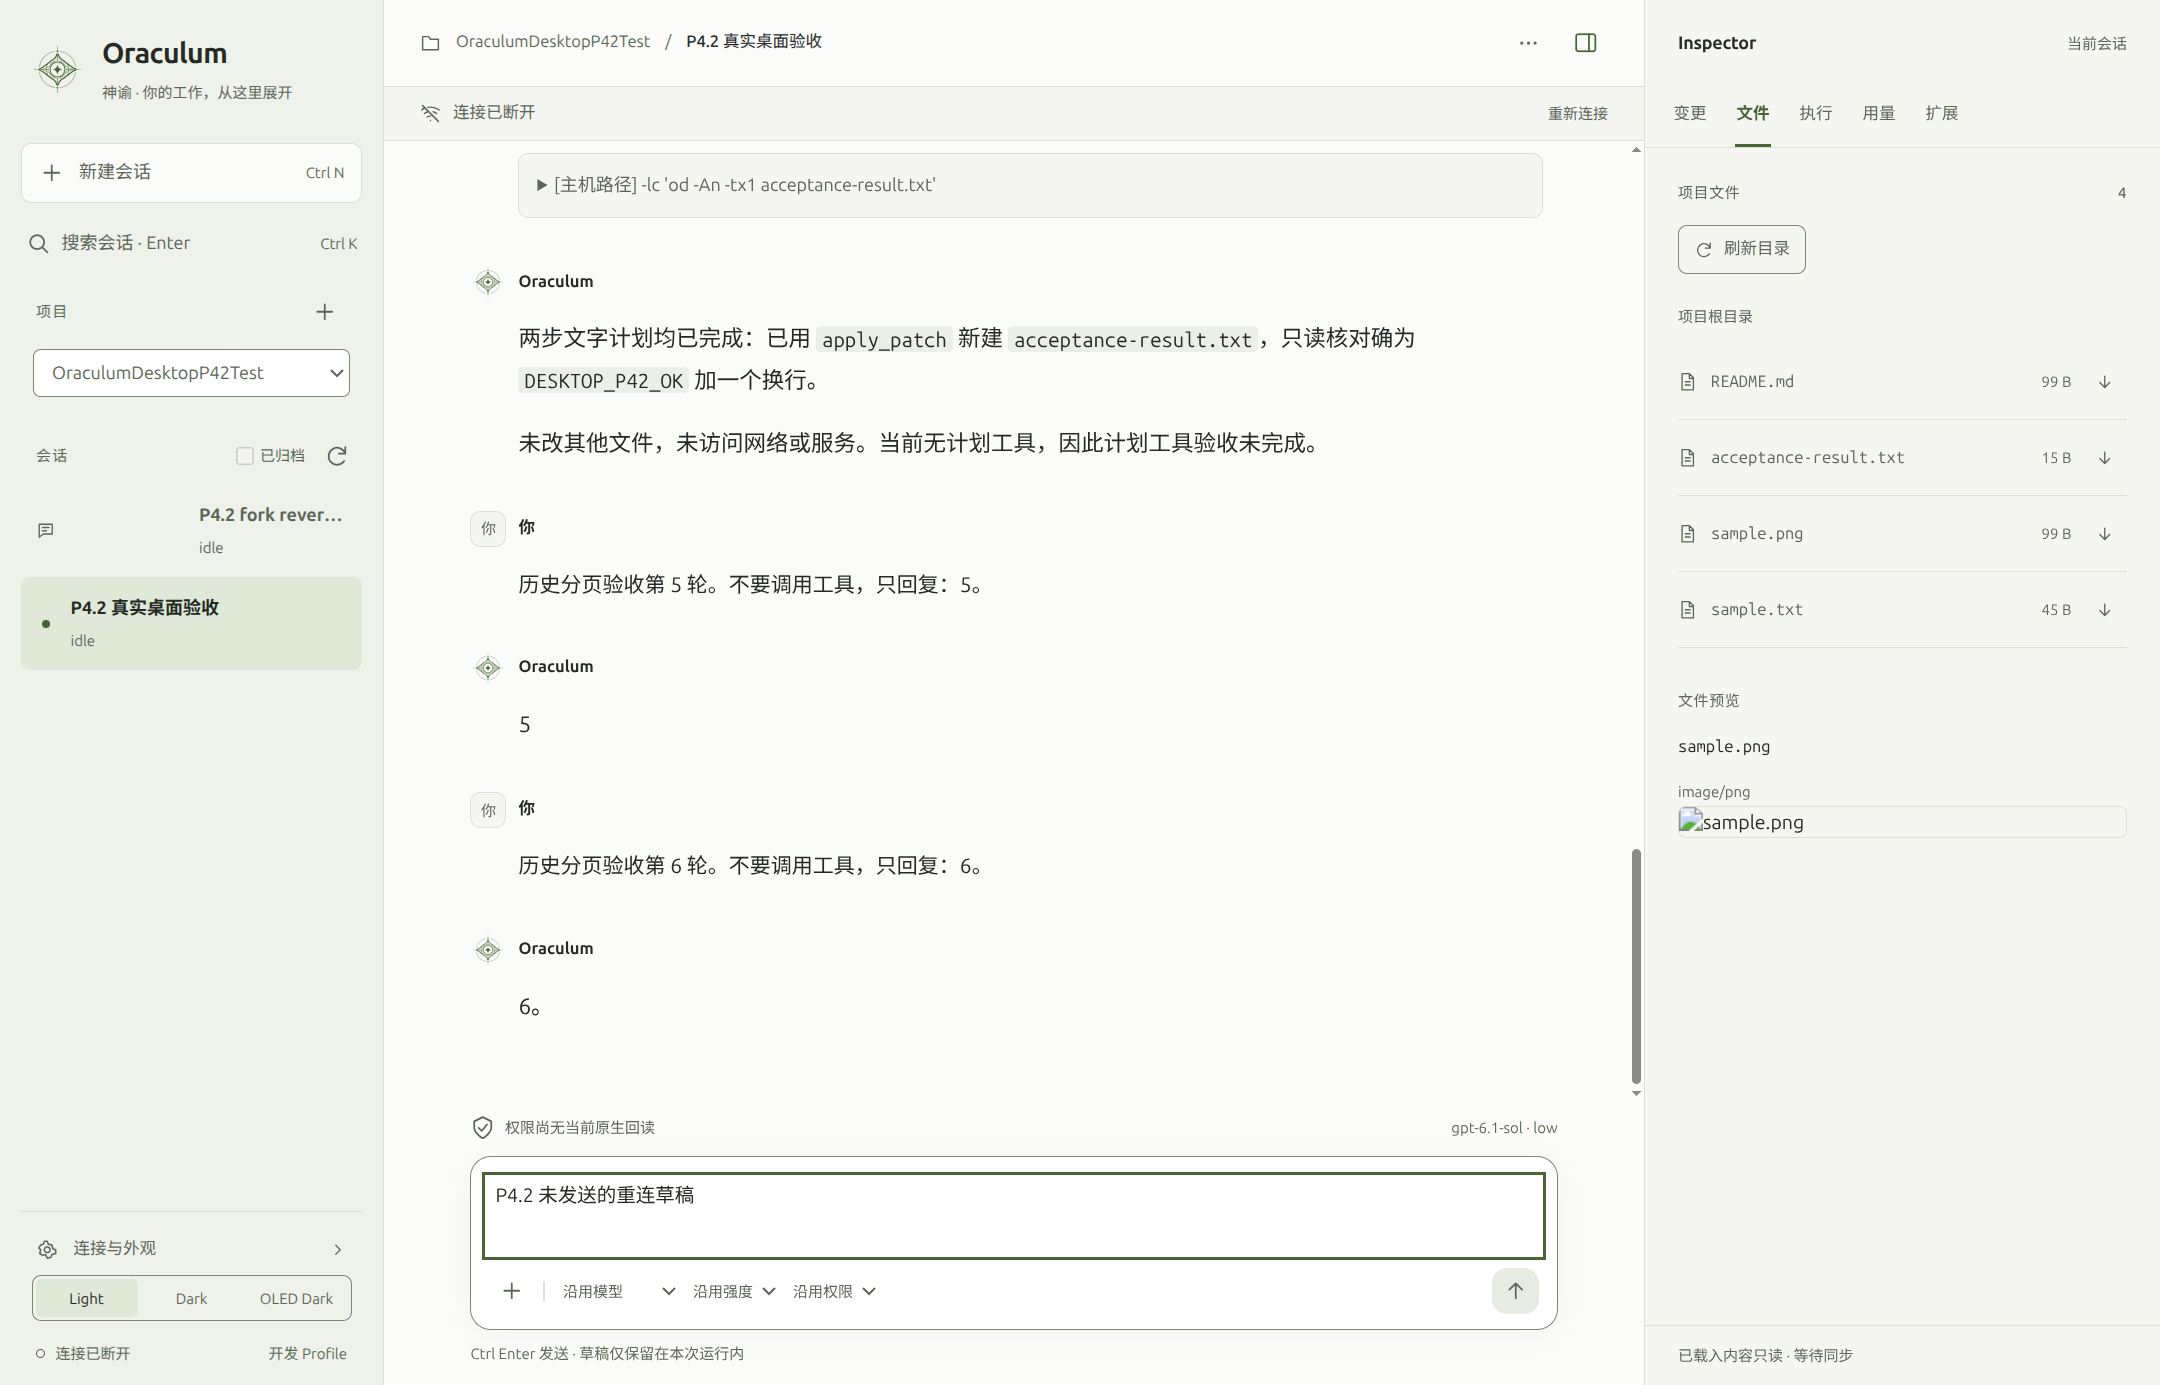 Oraculum
神谕 · 你的工作，从这里展开
新建会话
Ctrl N
搜索会话 · Enter
Ctrl K
项目
OraculumDesktopP42Test
会话
已归档
P4.2 fork rever…
idle
P4.2 真实桌面验收
idle
连接与外观
Light
Dark
OLED Dark
连接已断开
开发 Profile
OraculumDesktopP42Test / P4.2 真实桌面验收
连接已断开
重新连接
[主机路径] -lc 'od -An -tx1 acceptance-result.txt'
Oraculum
两步文字计划均已完成：已用 apply_patch 新建 acceptance-result.txt，只读核对确为
DESKTOP_P42_OK 加一个换行。
未改其他文件，未访问网络或服务。当前无计划工具，因此计划工具验收未完成。
你 你
历史分页验收第 5 轮。不要调用工具，只回复：5。
Oraculum
5
你 你
历史分页验收第 6 轮。不要调用工具，只回复：6。
Oraculum
6。
权限尚无当前原生回读
gpt-6.1-sol · low
P4.2 未发送的重连草稿
沿用模型
沿用强度
沿用权限
Ctrl Enter 发送 · 草稿仅保留在本次运行内
Inspector
当前会话
变更
文件
执行
用量
扩展
项目文件
4
刷新目录
项目根目录
README.md 99 B
acceptance-result.txt 15 B
sample.png 99 B
sample.txt 45 B
文件预览
sample.png
image/png
sample.png
已载入内容只读 · 等待同步